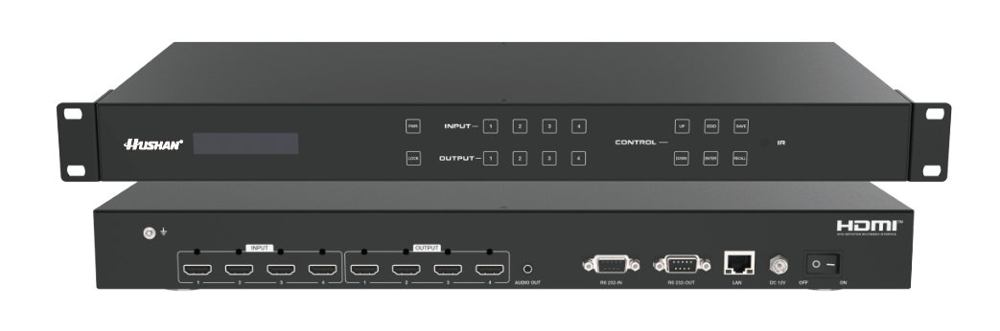 PWR INPUT 1 2 3 4 UP EDID SAVE
HUSHAN® CONTROL IR
LOCK OUTPUT 1 2 3 4 DOWN ENTER RECALL
HDMI™
HIGH-DEFINITION MULTIMEDIA INTERFACE
INPUT OUTPUT
1 2 3 4 1 2 3 4 AUDIO OUT RS 232-IN RS 232-OUT LAN DC 12V OFF ON